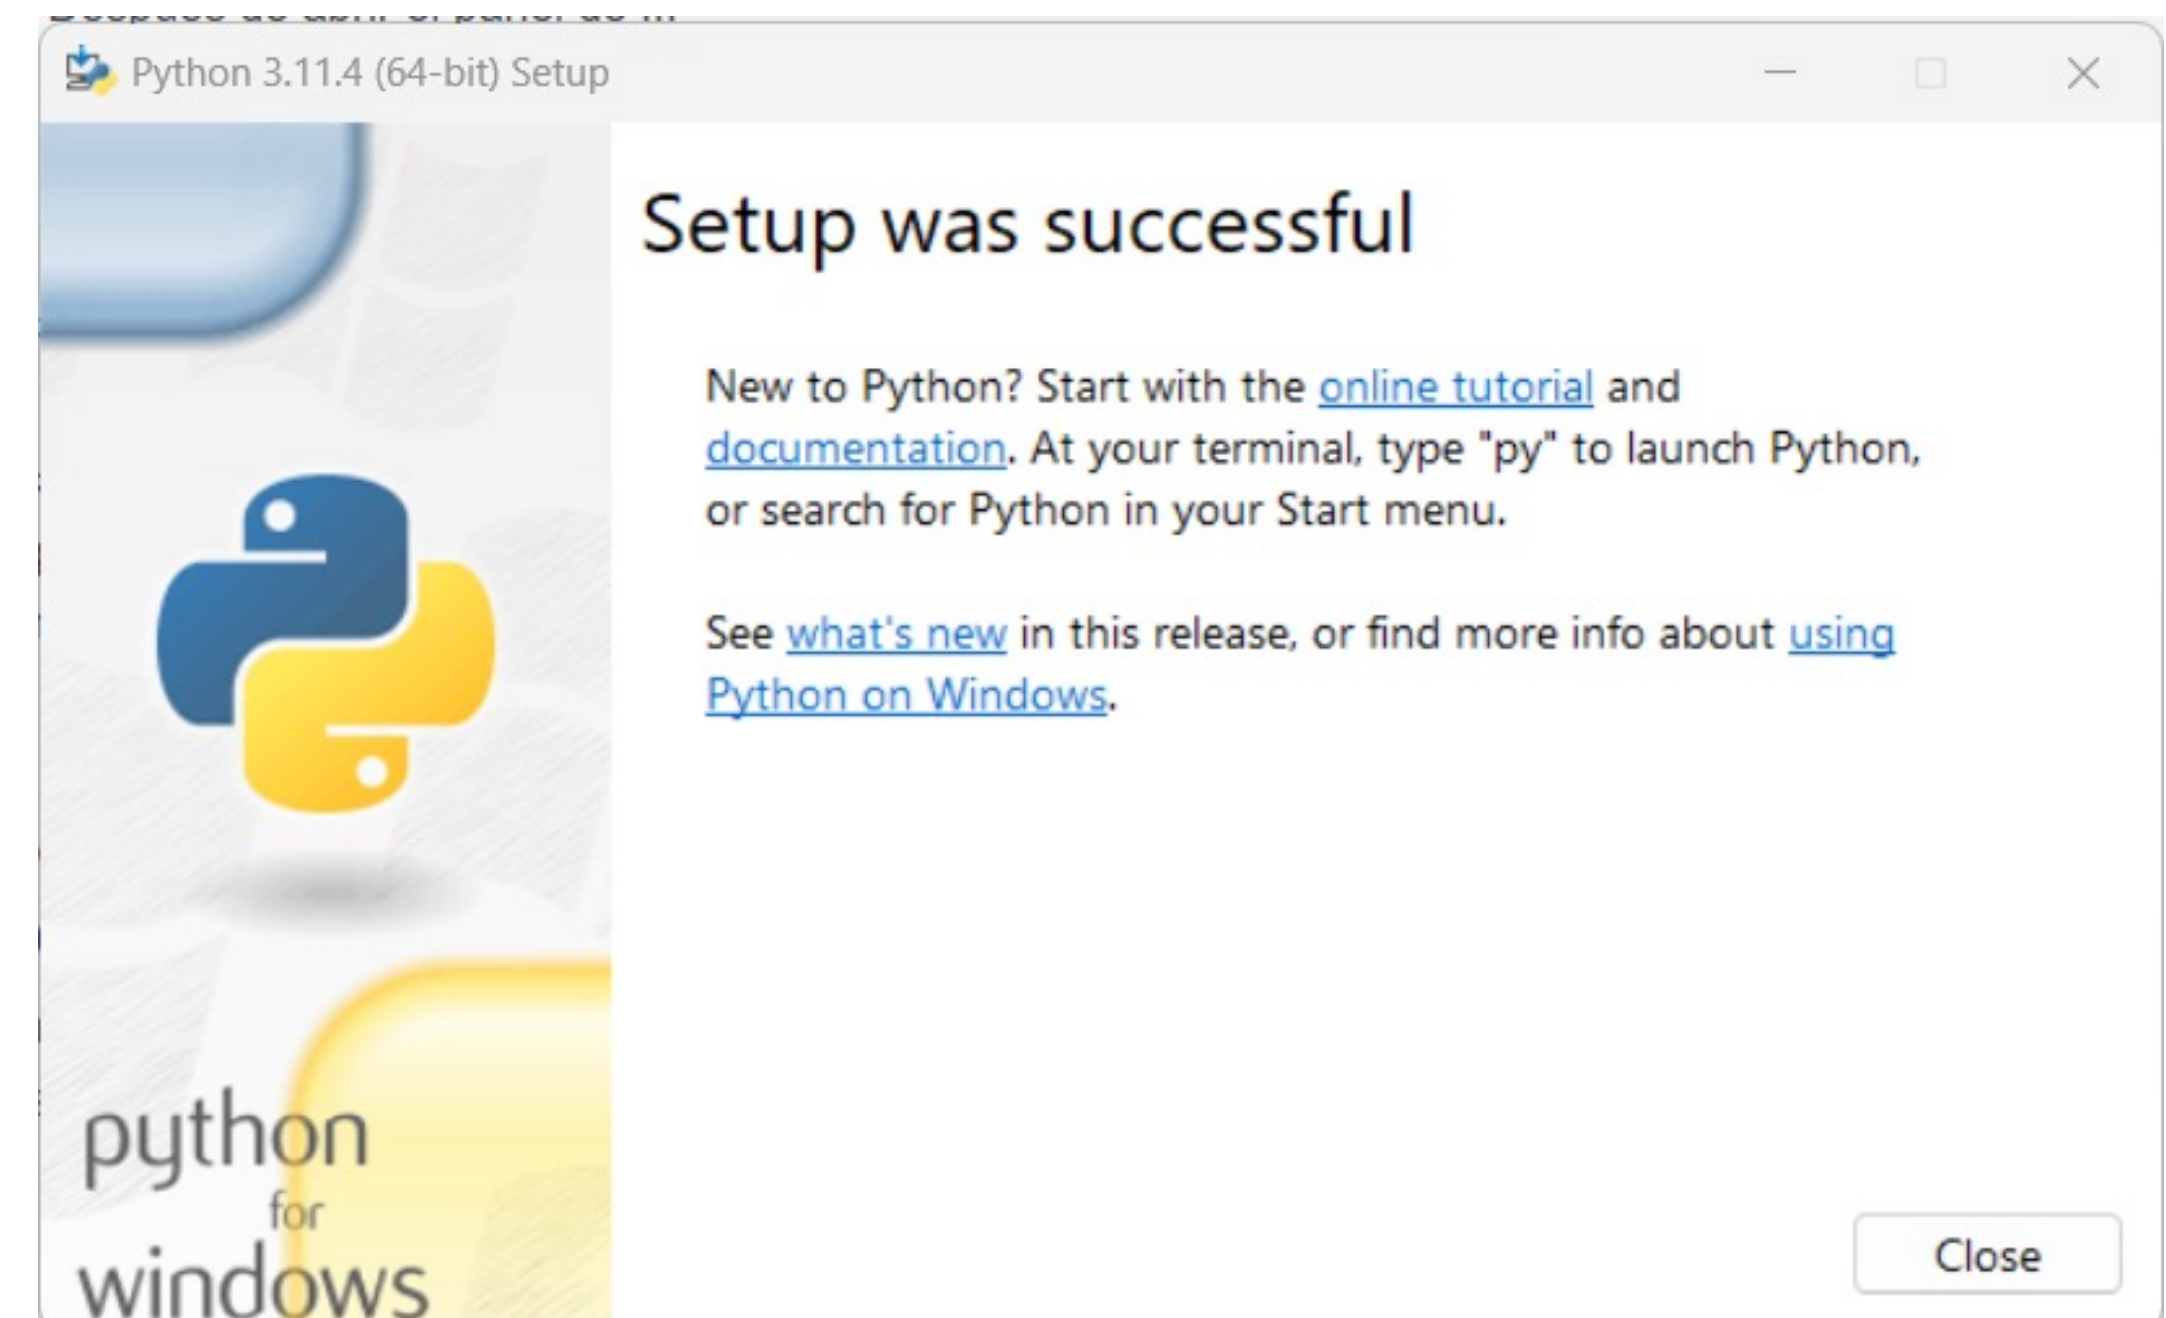 Python 3.11.4 (64-bit) Setup
Setup was successful
New to Python? Start with the online tutorial and
documentation. At your terminal, type "py" to launch Python,
or search for Python in your Start menu.
See what's new in this release, or find more info about using
Python on Windows.
python
for
windows
Close